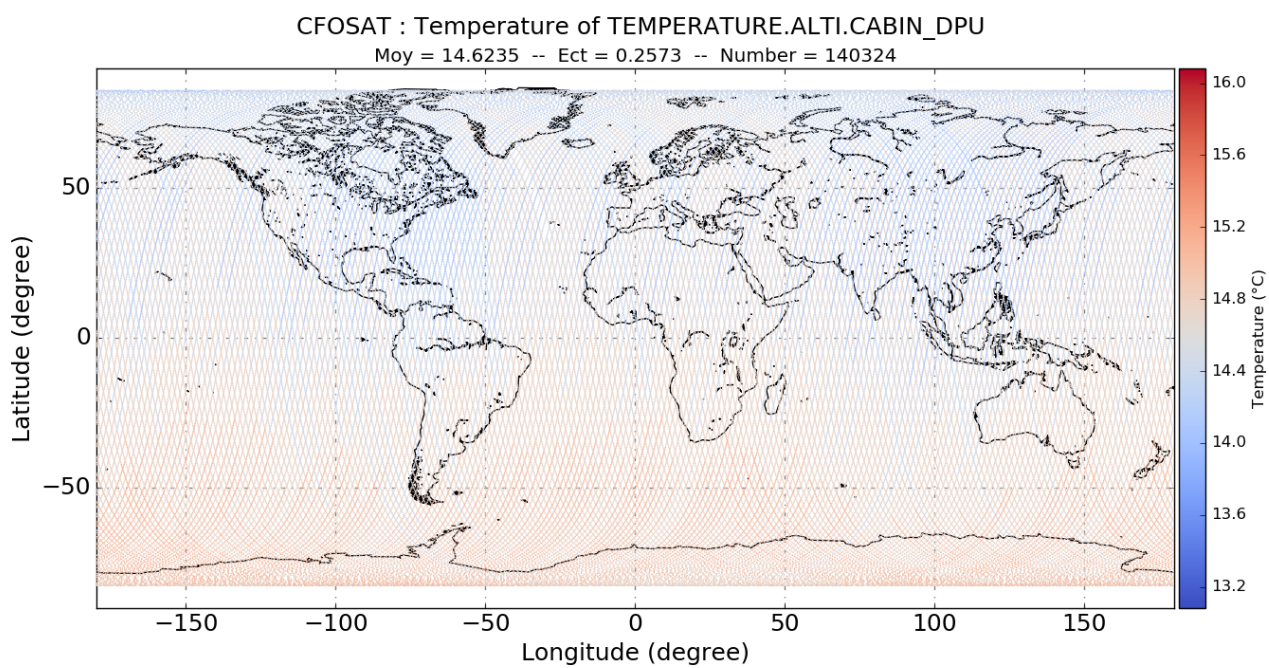 CFOSAT : Temperature of TEMPERATURE.ALTI.CABIN_DPU
Moy = 14.6235 -- Ect = 0.2573 -- Number = 140324
Latitude (degree)
50
0
−50
−150 −100 −50 0 50 100 150
Longitude (degree)
16.0
15.6
15.2
14.8
14.4
14.0
13.6
13.2
Temperature (°C)